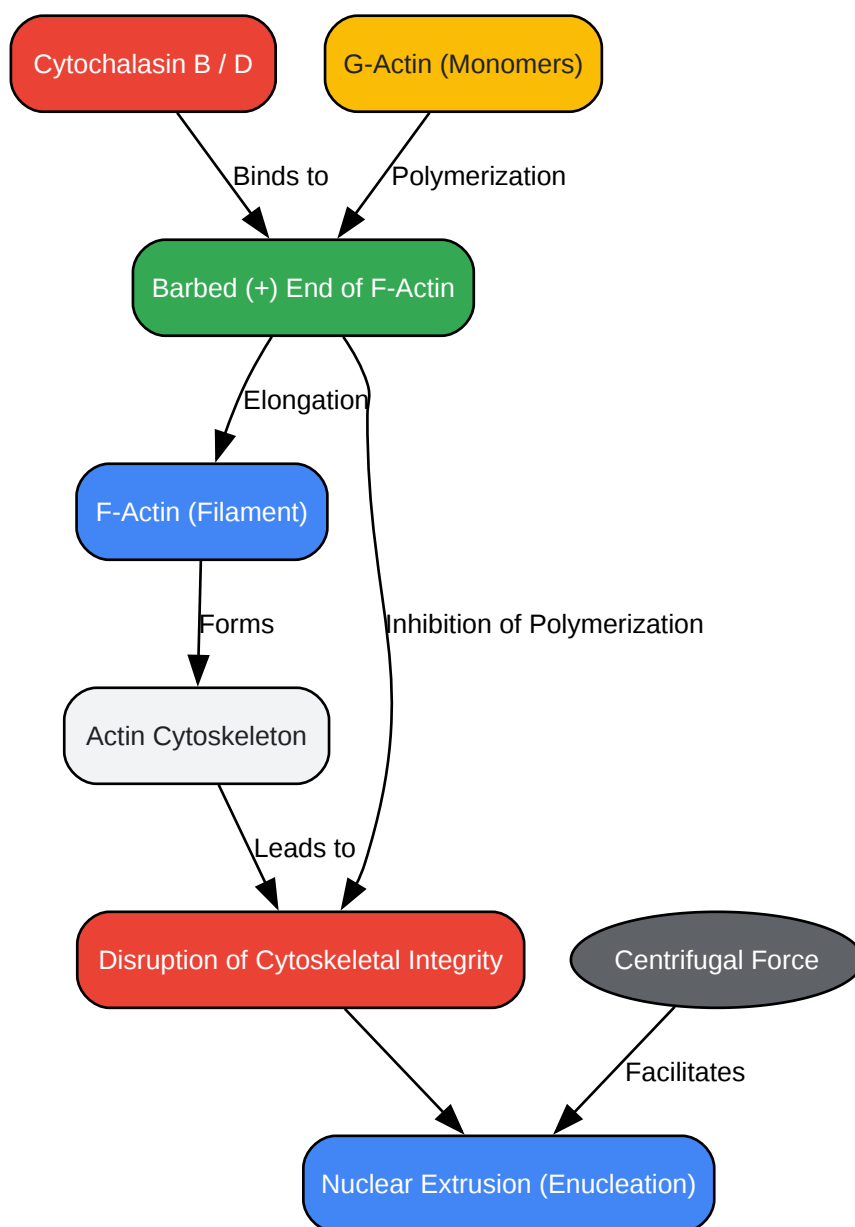 Cytochalasin B / D
G-Actin (Monomers)
Binds to
Polymerization
Barbed (+) End of F-Actin
Elongation
F-Actin (Filament)
Forms
Inhibition of Polymerization
Actin Cytoskeleton
Leads to
Disruption of Cytoskeletal Integrity
Centrifugal Force
Facilitates
Nuclear Extrusion (Enucleation)